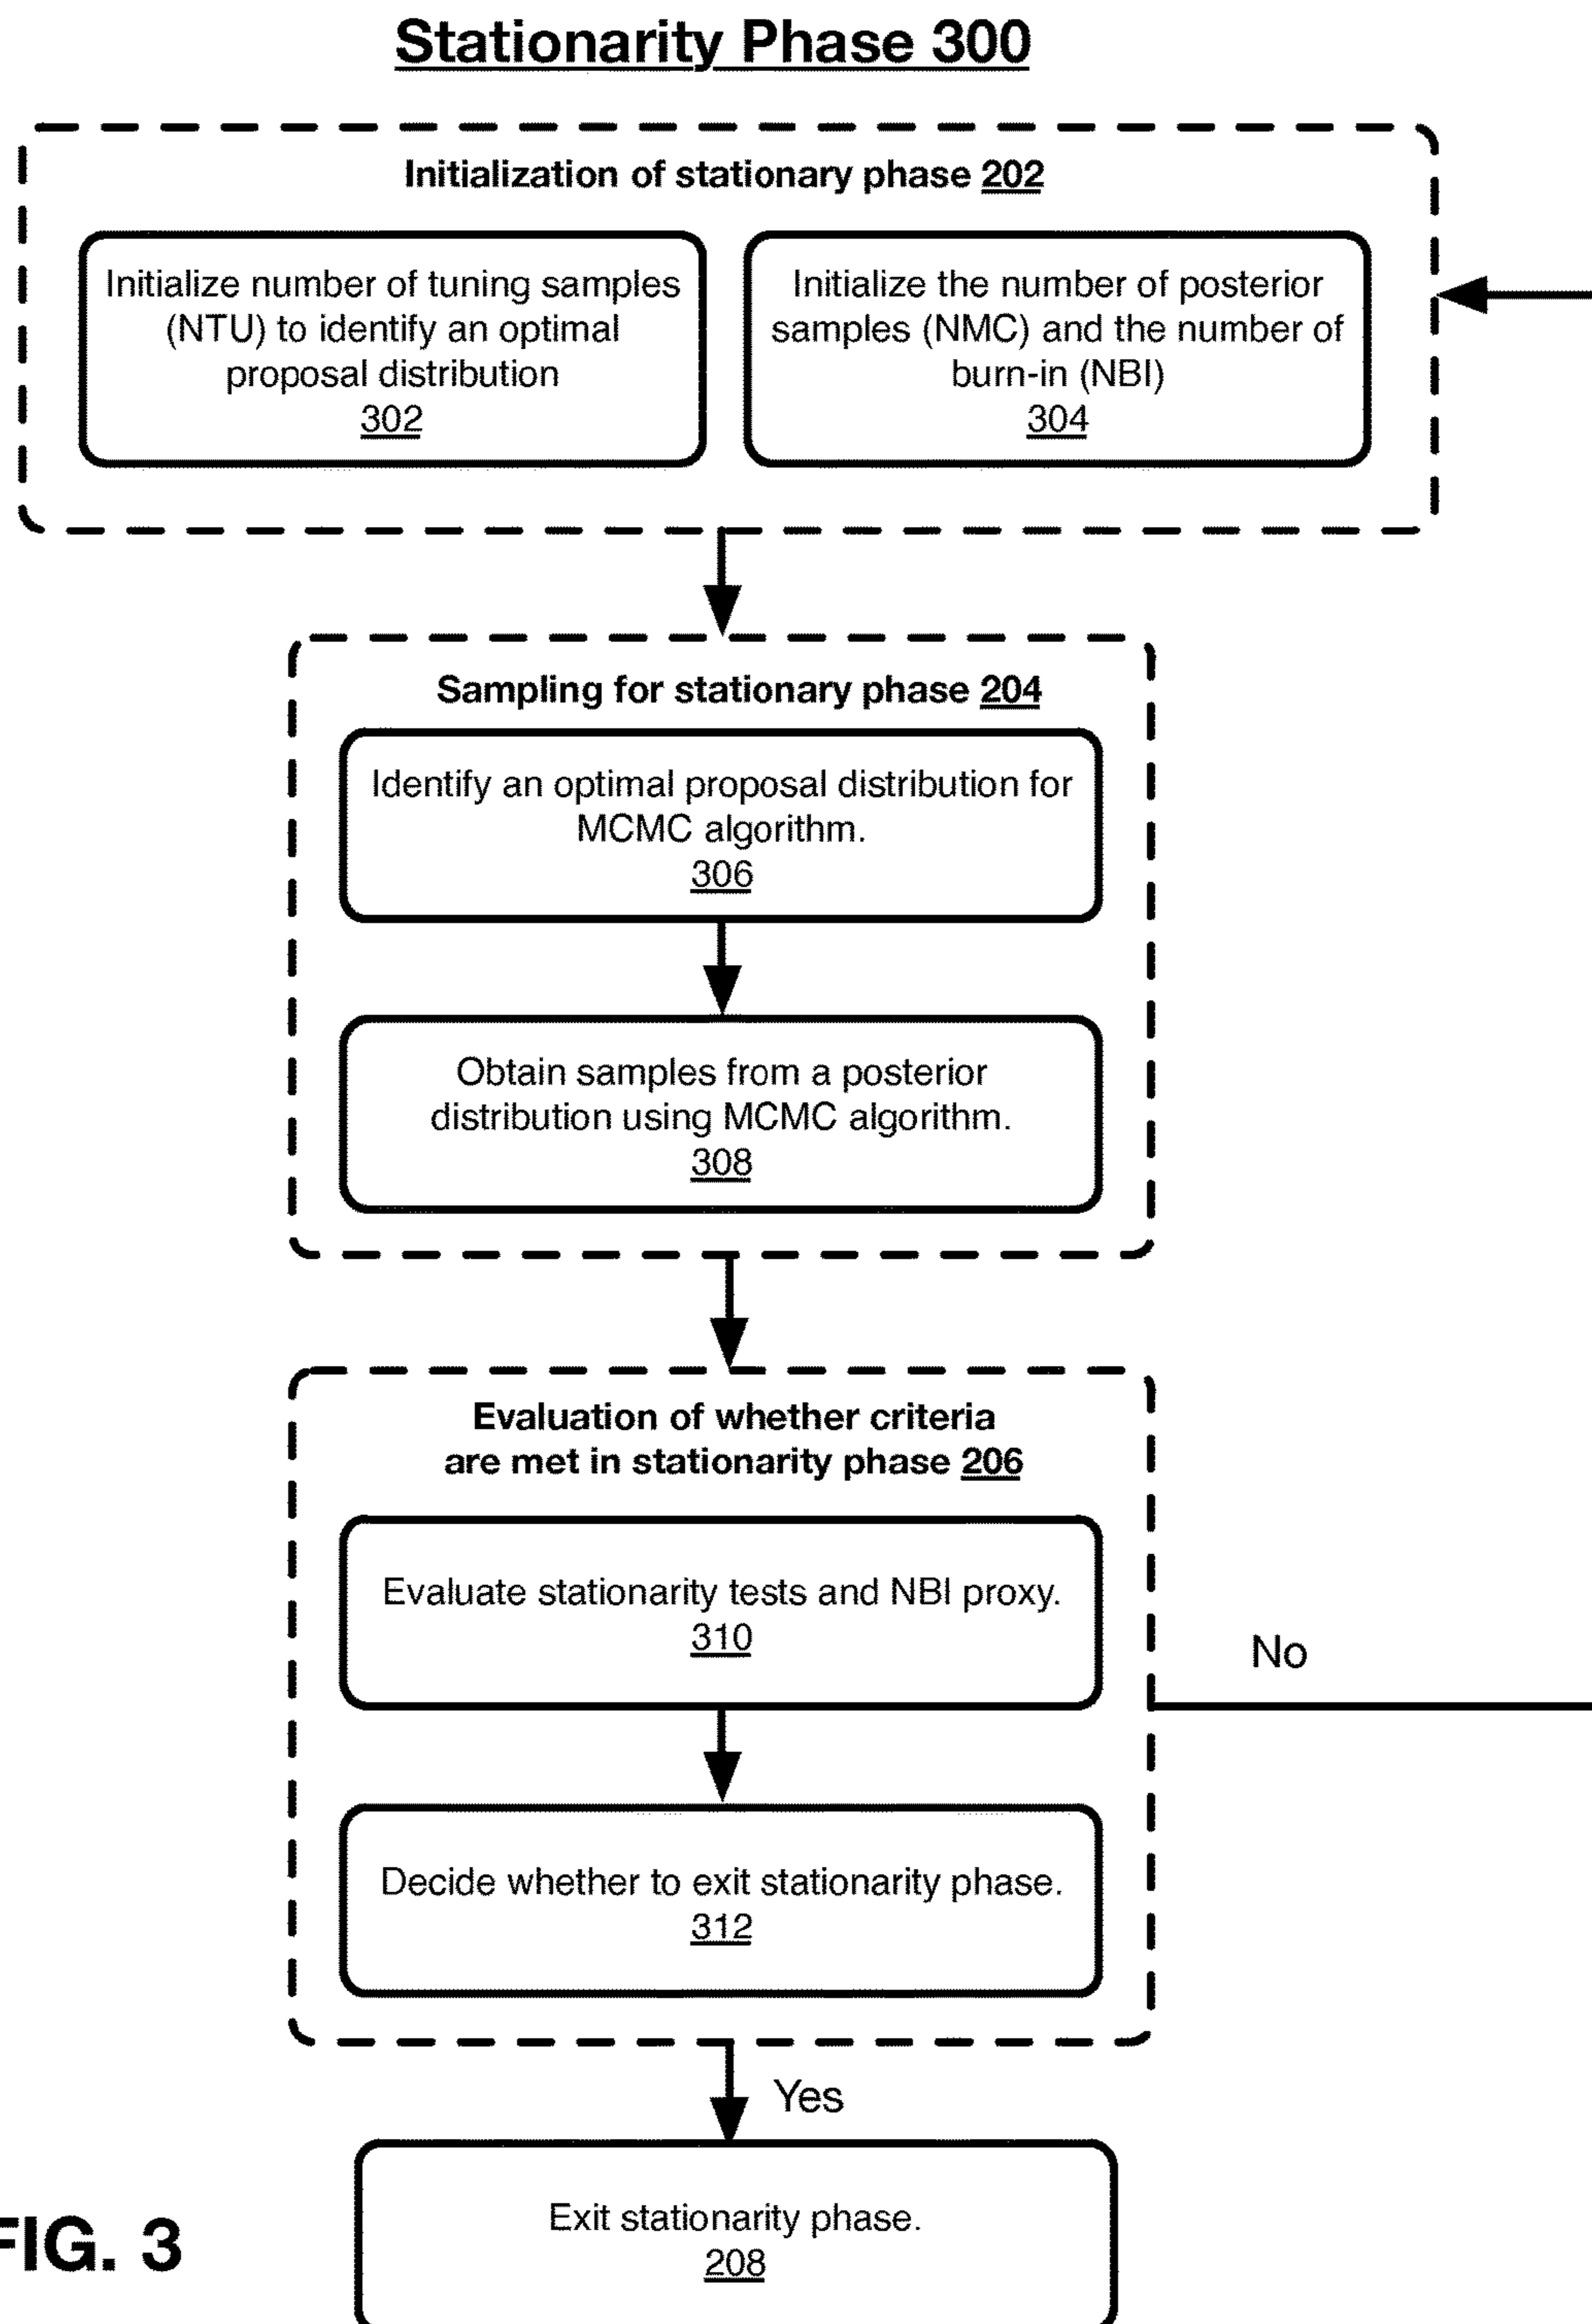 Stationarity Phase 300
Initialization of stationary phase 202
Initialize number of tuning samples
(NTU) to identify an optimal
proposal distribution
302
Initialize the number of posterior
samples (NMC) and the number of
burn-in (NBI)
304
Sampling for stationary phase 204
Identify an optimal proposal distribution for
MCMC algorithm.
306
Obtain samples from a posterior
distribution using MCMC algorithm.
308
Evaluation of whether criteria
are met in stationarity phase 206
Evaluate stationarity tests and NBI proxy.
310
No
Decide whether to exit stationarity phase.
312
Yes
Exit stationarity phase.
208
FIG. 3